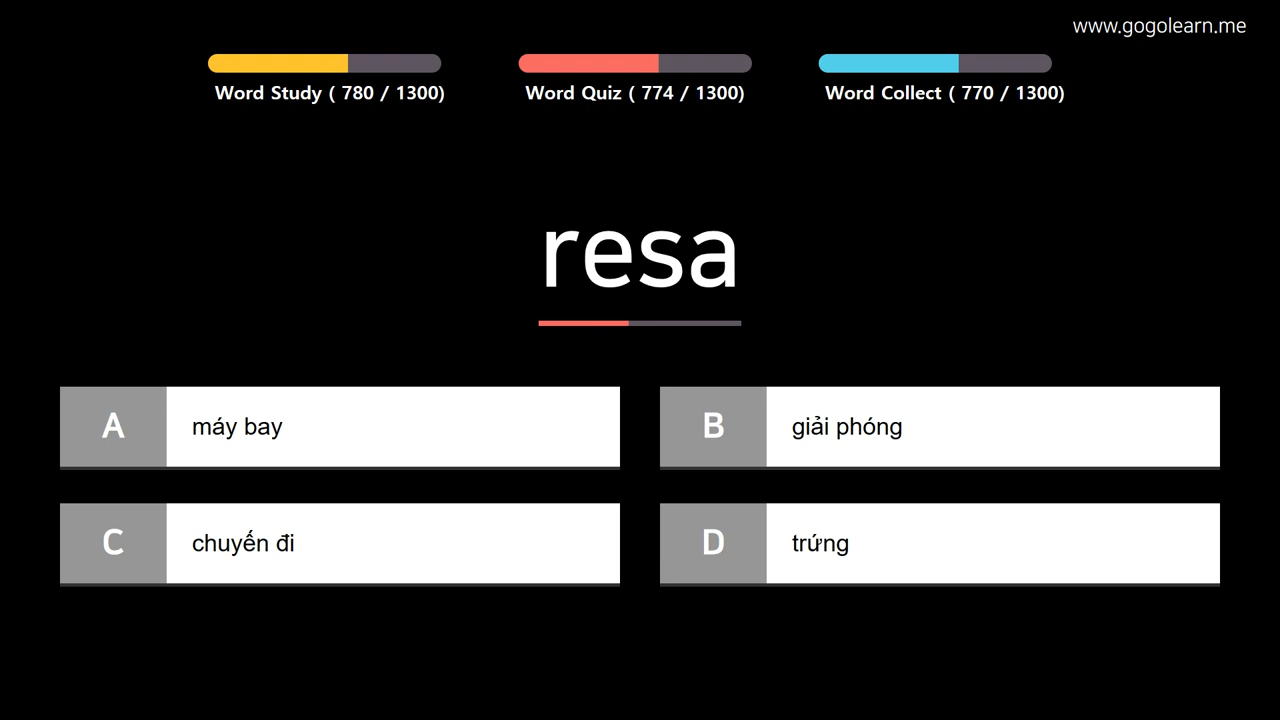 www.gogolearn.me
Word Study ( 780 / 1300)
Word Quiz ( 774 / 1300)
Word Collect ( 770 / 1300)
resa
A máy bay
B giải phóng
C chuyến đi
D trứng